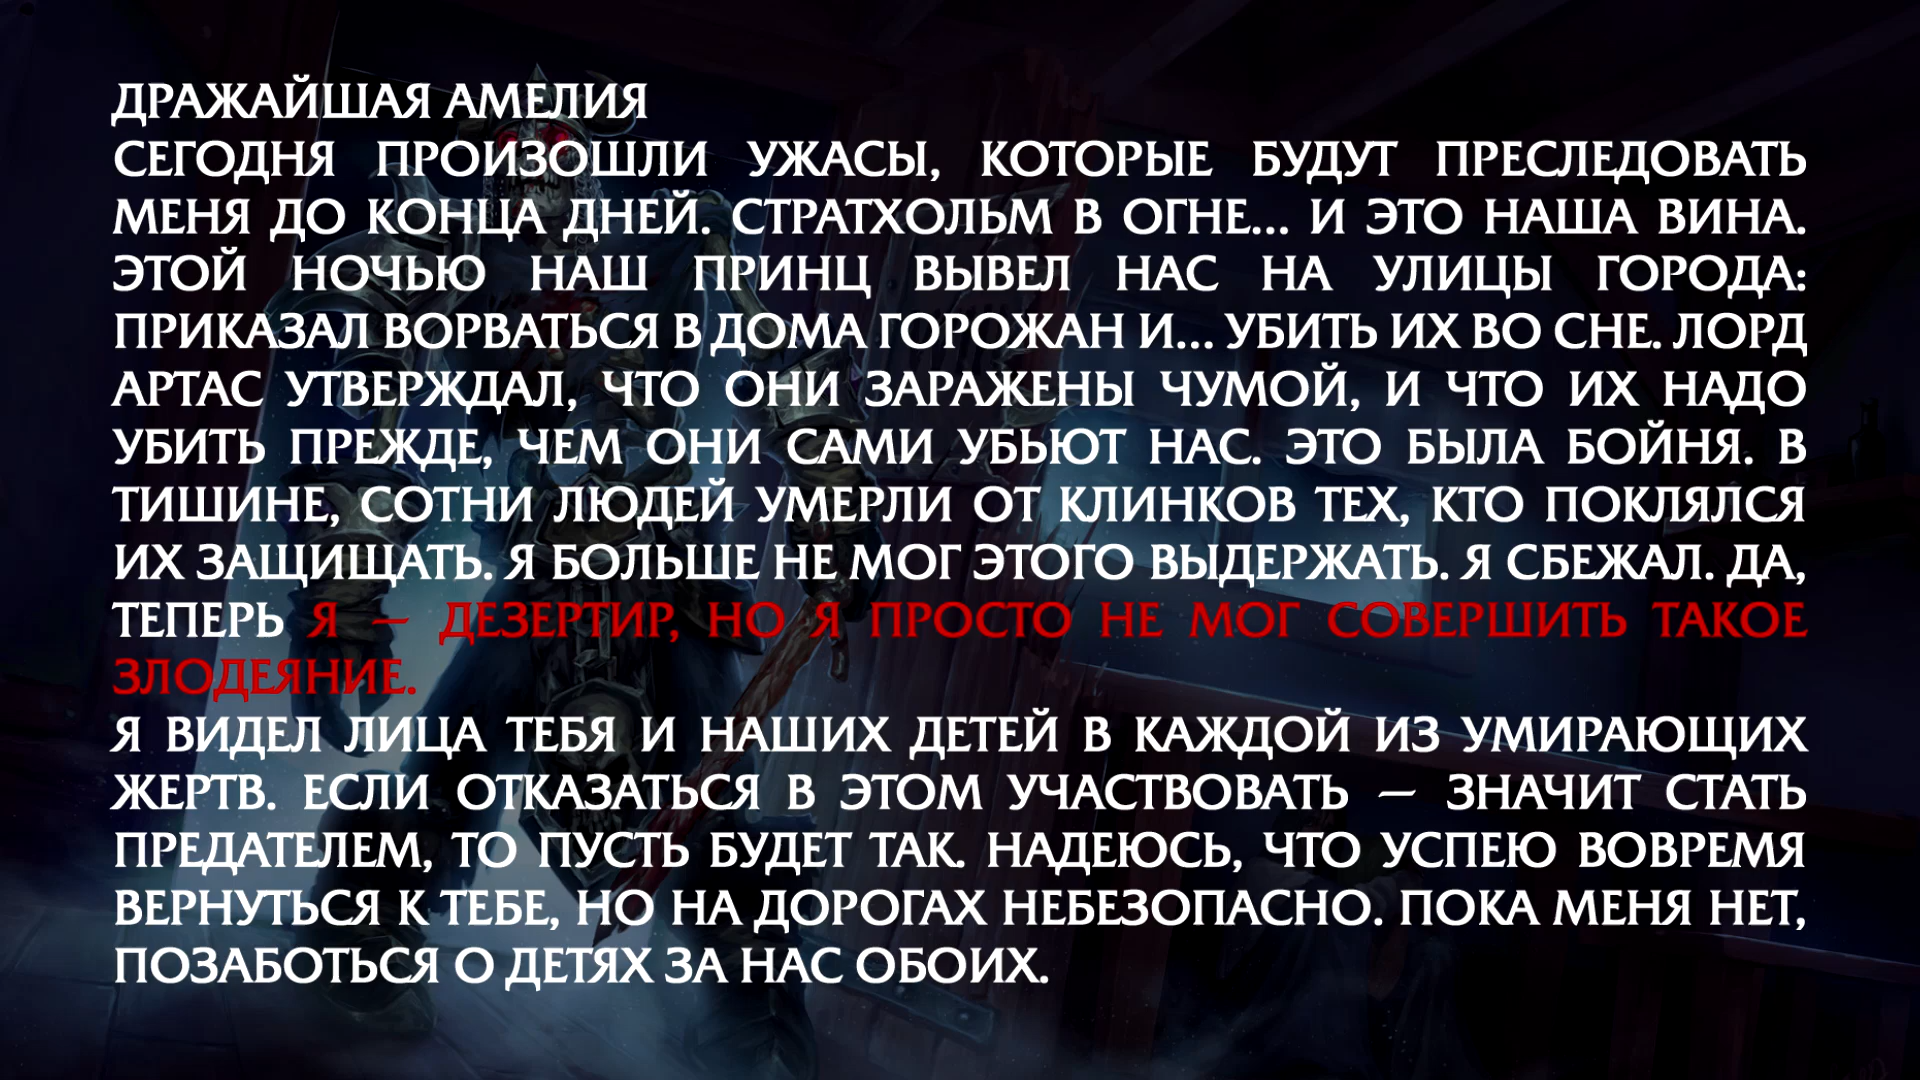 ДРАЖАЙШАЯ АМЕЛИЯ
СЕГОДНЯ ПРОИЗОШЛИ УЖАСЫ, КОТОРЫЕ БУДУТ ПРЕСЛЕДОВАТЬ
МЕНЯ ДО КОНЦА ДНЕЙ. СТРАТХОЛЬМ В ОГНЕ... И ЭТО НАША ВИНА.
ЭТОЙ НОЧЬЮ НАШ ПРИНЦ ВЫВЕЛ НАС НА УЛИЦЫ ГОРОДА:
ПРИКАЗАЛ ВОРВАТЬСЯ В ДОМА ГОРОЖАН И... УБИТЬ ИХ ВО СНЕ. ЛОРД
АРТАС УТВЕРЖДАЛ, ЧТО ОНИ ЗАРАЖЕНЫ ЧУМОЙ, И ЧТО ИХ НАДО
УБИТЬ ПРЕЖДЕ, ЧЕМ ОНИ САМИ УБЬЮТ НАС. ЭТО БЫЛА БОЙНЯ. В
ТИШИНЕ, СОТНИ ЛЮДЕЙ УМЕРЛИ ОТ КЛИНКОВ ТЕХ, КТО ПОКЛЯЛСЯ
ИХ ЗАЩИЩАТЬ. Я БОЛЬШЕ НЕ МОГ ЭТОГО ВЫДЕРЖАТЬ. Я СБЕЖАЛ. ДА,
ТЕПЕРЬ Я — ДЕЗЕРТИР, НО Я ПРОСТО НЕ МОГ СОВЕРШИТЬ ТАКОЕ
ЗЛОДЕЯНИЕ.
Я ВИДЕЛ ЛИЦА ТЕБЯ И НАШИХ ДЕТЕЙ В КАЖДОЙ ИЗ УМИРАЮЩИХ
ЖЕРТВ. ЕСЛИ ОТКАЗАТЬСЯ В ЭТОМ УЧАСТВОВАТЬ — ЗНАЧИТ СТАТЬ
ПРЕДАТЕЛЕМ, ТО ПУСТЬ БУДЕТ ТАК. НАДЕЮСЬ, ЧТО УСПЕЮ ВОВРЕМЯ
ВЕРНУТЬСЯ К ТЕБЕ, НО НА ДОРОГАХ НЕБЕЗОПАСНО. ПОКА МЕНЯ НЕТ,
ПОЗАБОТЬСЯ О ДЕТЯХ ЗА НАС ОБОИХ.